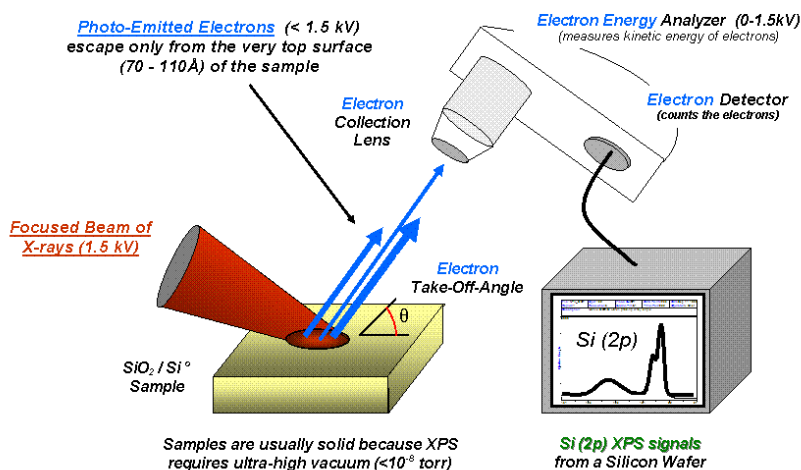 Photo-Emitted Electrons (< 1.5 kV)
escape only from the very top surface
(70 - 110Å) of the sample
Electron Energy Analyzer (0-1.5kV)
(measures kinetic energy of electrons)
Electron
Collection
Lens
Electron Detector
(counts the electrons)
Focused Beam of
X-rays (1.5 kV)
Electron
Take-Off-Angle
θ
Si (2p)
SiO₂ / Si°
Sample
Samples are usually solid because XPS
requires ultra-high vacuum (<10⁻⁸ torr)
Si (2p) XPS signals
from a Silicon Wafer